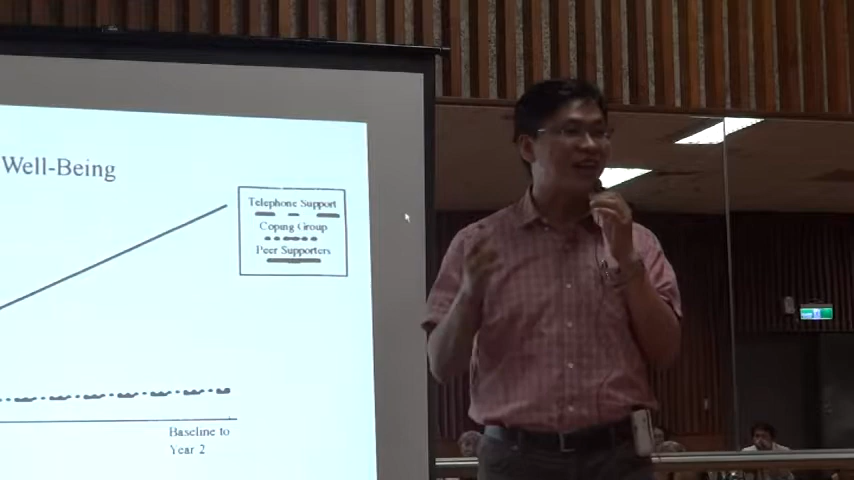 Well-Being
Telephone Support
Coping Group
Peer Supporters
Baseline to
Year 2